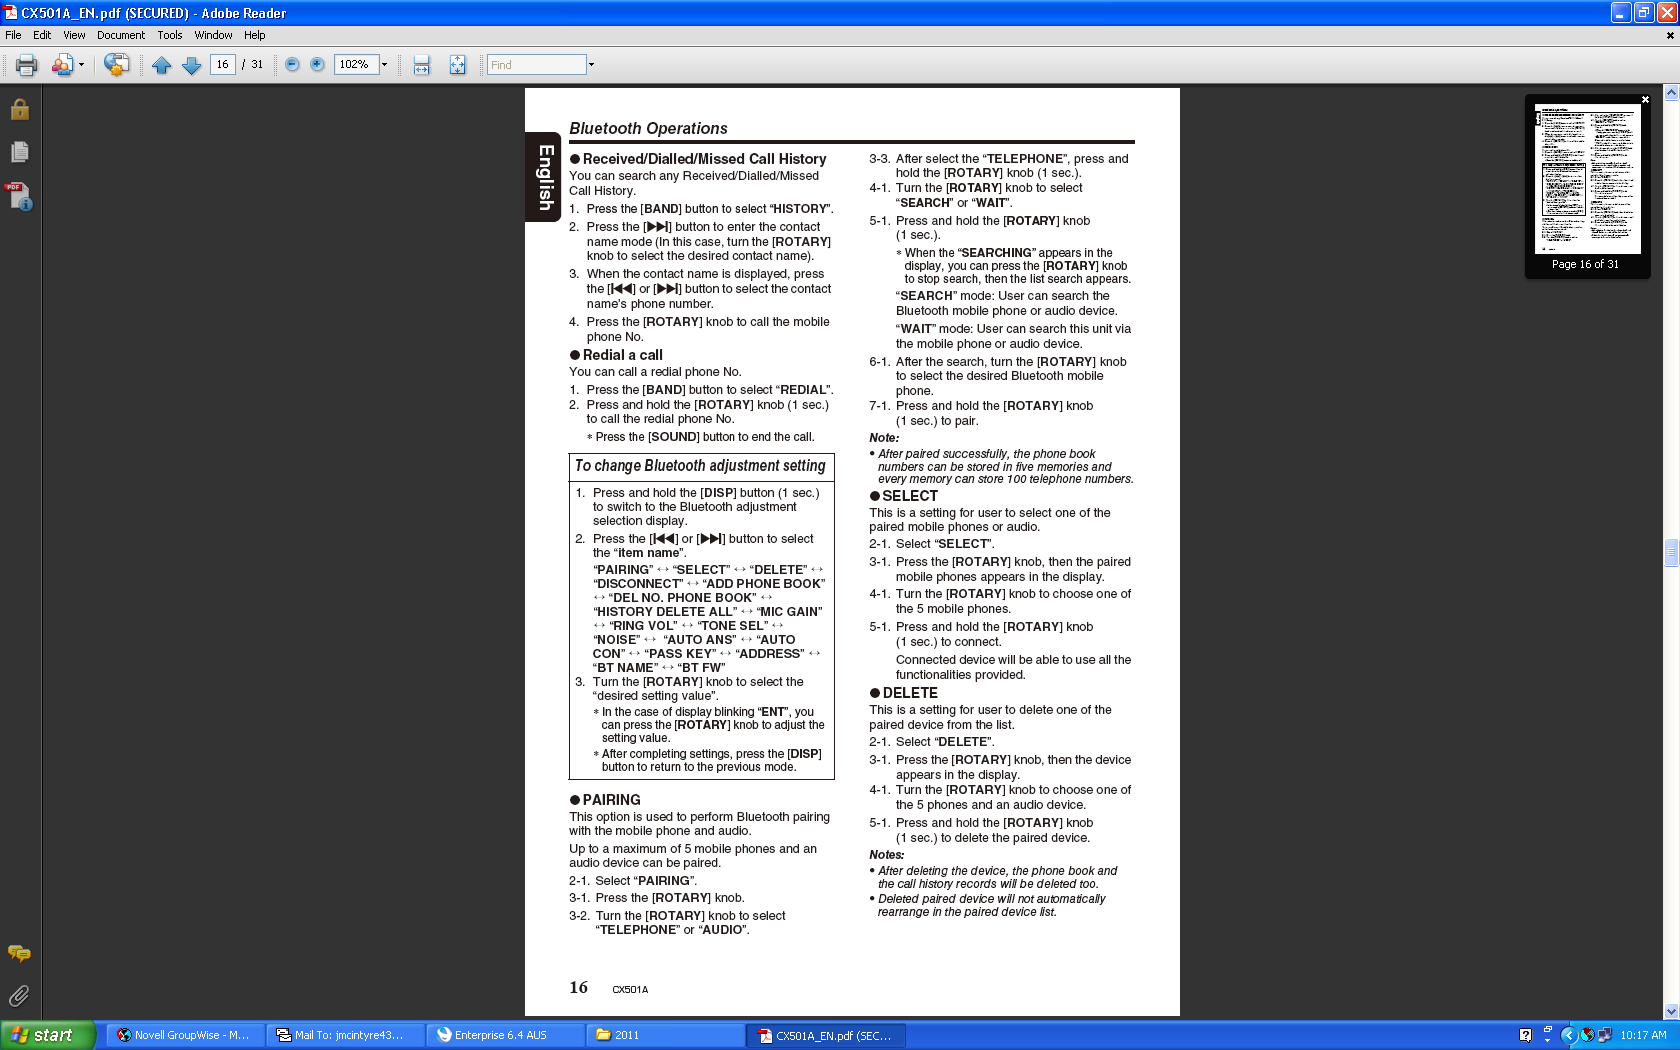 CX501A_EN.pdf (SECURED) - Adobe Reader
File Edit View Document Tools Window Help
16 / 31 102% Find
Bluetooth Operations
English
● Received/Dialled/Missed Call History
You can search any Received/Dialled/Missed
Call History.
1. Press the [BAND] button to select “HISTORY”.
2. Press the [▶▶|] button to enter the contact
name mode (In this case, turn the [ROTARY]
knob to select the desired contact name).
3. When the contact name is displayed, press
the [|◀◀] or [▶▶|] button to select the contact
name's phone number.
4. Press the [ROTARY] knob to call the mobile
phone No.
● Redial a call
You can call a redial phone No.
1. Press the [BAND] button to select “REDIAL”.
2. Press and hold the [ROTARY] knob (1 sec.)
to call the redial phone No.
∗ Press the [SOUND] button to end the call.
To change Bluetooth adjustment setting
1. Press and hold the [DISP] button (1 sec.)
to switch to the Bluetooth adjustment
selection display.
2. Press the [|◀◀] or [▶▶|] button to select
the “item name”.
“PAIRING” ↔ “SELECT” ↔ “DELETE” ↔
“DISCONNECT” ↔ “ADD PHONE BOOK”
↔ “DEL NO. PHONE BOOK” ↔
“HISTORY DELETE ALL” ↔ “MIC GAIN”
↔ “RING VOL” ↔ “TONE SEL” ↔
“NOISE” ↔ “AUTO ANS” ↔ “AUTO
CON” ↔ “PASS KEY” ↔ “ADDRESS” ↔
“BT NAME” ↔ “BT FW”
3. Turn the [ROTARY] knob to select the
“desired setting value”.
∗ In the case of display blinking “ENT”, you
can press the [ROTARY] knob to adjust the
setting value.
∗ After completing settings, press the [DISP]
button to return to the previous mode.
● PAIRING
This option is used to perform Bluetooth pairing
with the mobile phone and audio.
Up to a maximum of 5 mobile phones and an
audio device can be paired.
2-1. Select “PAIRING”.
3-1. Press the [ROTARY] knob.
3-2. Turn the [ROTARY] knob to select
“TELEPHONE” or “AUDIO”.
3-3. After select the “TELEPHONE”, press and
hold the [ROTARY] knob (1 sec.).
4-1. Turn the [ROTARY] knob to select
“SEARCH” or “WAIT”.
5-1. Press and hold the [ROTARY] knob
(1 sec.).
∗ When the “SEARCHING” appears in the
display, you can press the [ROTARY] knob
to stop search, then the list search appears.
“SEARCH” mode: User can search the
Bluetooth mobile phone or audio device.
“WAIT” mode: User can search this unit via
the mobile phone or audio device.
6-1. After the search, turn the [ROTARY] knob
to select the desired Bluetooth mobile
phone.
7-1. Press and hold the [ROTARY] knob
(1 sec.) to pair.
Note:
• After paired successfully, the phone book
numbers can be stored in five memories and
every memory can store 100 telephone numbers.
● SELECT
This is a setting for user to select one of the
paired mobile phones or audio.
2-1. Select “SELECT”.
3-1. Press the [ROTARY] knob, then the paired
mobile phones appears in the display.
4-1. Turn the [ROTARY] knob to choose one of
the 5 mobile phones.
5-1. Press and hold the [ROTARY] knob
(1 sec.) to connect.
Connected device will be able to use all the
functionalities provided.
● DELETE
This is a setting for user to delete one of the
paired device from the list.
2-1. Select “DELETE”.
3-1. Press the [ROTARY] knob, then the device
appears in the display.
4-1. Turn the [ROTARY] knob to choose one of
the 5 phones and an audio device.
5-1. Press and hold the [ROTARY] knob
(1 sec.) to delete the paired device.
Notes:
• After deleting the device, the phone book and
the call history records will be deleted too.
• Deleted paired device will not automatically
rearrange in the paired device list.
16 CX501A
Page 16 of 31
start Novell GroupWise - M... Mail To: jmcintyre43... Enterprise 6.4 AUS 2011 CX501A_EN.pdf (SEC... 10:17 AM